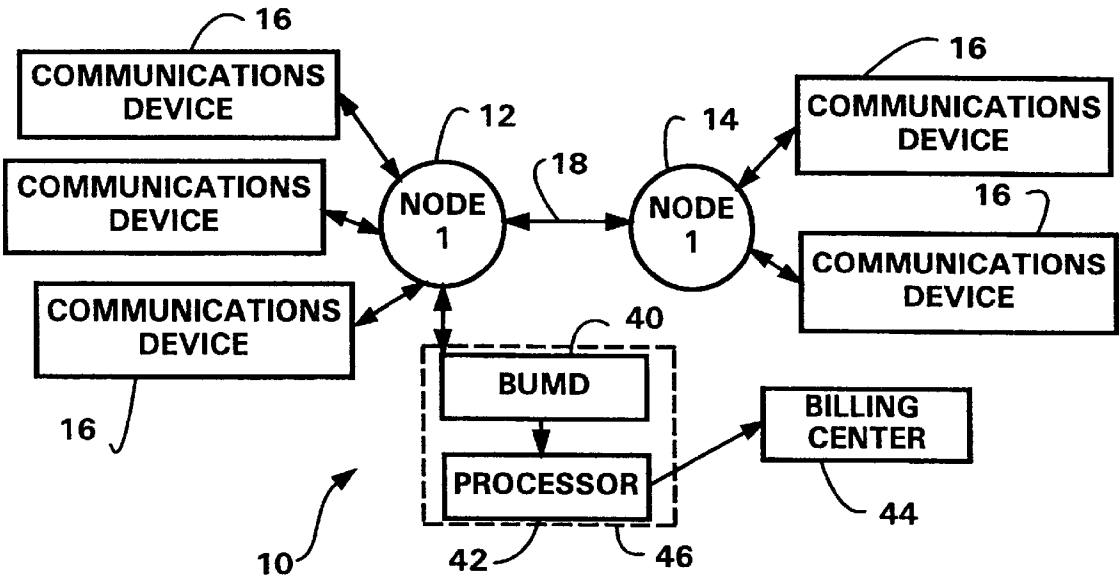 16
COMMUNICATIONS
DEVICE
16
COMMUNICATIONS
DEVICE
12
14
18
COMMUNICATIONS
DEVICE
NODE
1
NODE
1
16
COMMUNICATIONS
DEVICE
COMMUNICATIONS
DEVICE
40
BUMD
BILLING
CENTER
16
PROCESSOR
44
10
42
46